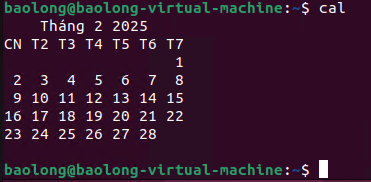 baolong@baolong-virtual-machine:~$ cal
Tháng 2 2025
CN T2 T3 T4 T5 T6 T7
1
2 3 4 5 6 7 8
9 10 11 12 13 14 15
16 17 18 19 20 21 22
23 24 25 26 27 28
baolong@baolong-virtual-machine:~$